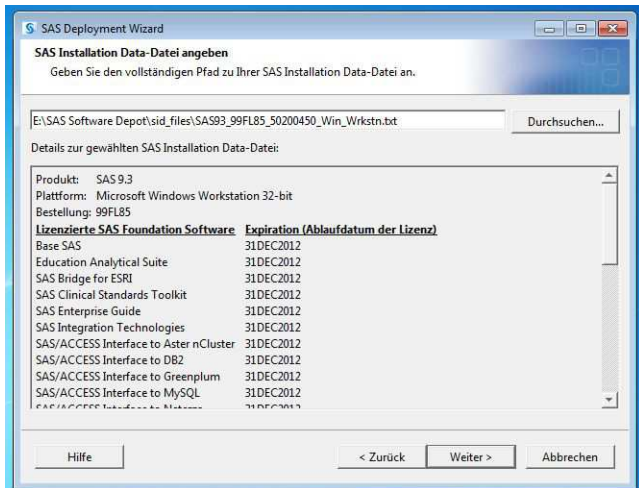 SAS Deployment Wizard
SAS Installation Data-Datei angeben
Geben Sie den vollständigen Pfad zu Ihrer SAS Installation Data-Datei an.
E:\SAS Software Depot\sid_files\SAS93_99FL85_50200450_Win_Wrkstn.txt
Durchsuchen...
Details zur gewählten SAS Installation Data-Datei:
Produkt: SAS 9.3
Plattform: Microsoft Windows Workstation 32-bit
Bestellung: 99FL85
Lizenzierte SAS Foundation Software Expiration (Ablaufdatum der Lizenz)
Base SAS 31DEC2012
Education Analytical Suite 31DEC2012
SAS Bridge for ESRI 31DEC2012
SAS Clinical Standards Toolkit 31DEC2012
SAS Enterprise Guide 31DEC2012
SAS Integration Technologies 31DEC2012
SAS/ACCESS Interface to Aster nCluster 31DEC2012
SAS/ACCESS Interface to DB2 31DEC2012
SAS/ACCESS Interface to Greenplum 31DEC2012
SAS/ACCESS Interface to MySQL 31DEC2012
SAS/ACCESS Interface to 31DEC2012
Hilfe
< Zurück
Weiter >
Abbrechen